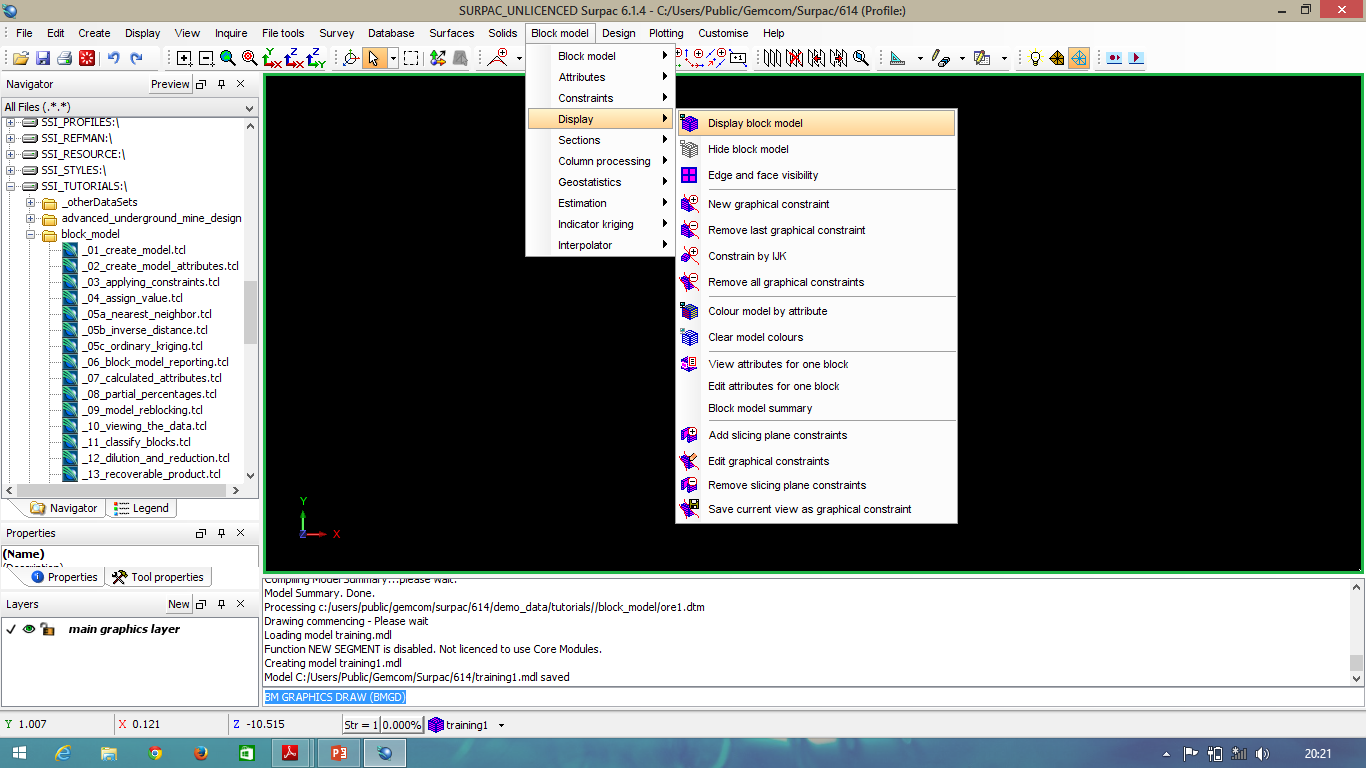 SURPAC_UNLICENCED Surpac 6.1.4 - C:/Users/Public/Gemcom/Surpac/614 (Profile:)
File Edit Create Display View Inquire File tools Survey Database Surfaces Solids Block model Design Plotting Customise Help
Navigator Preview
All Files (.*.*)
SSI_PROFILES:\
SSI_REFMAN:\
SSI_RESOURCE:\
SSI_STYLES:\
SSI_TUTORIALS:\
_otherDataSets
advanced_underground_mine_design
block_model
_01_create_model.tcl
_02_create_model_attributes.tcl
_03_applying_constraints.tcl
_04_assign_value.tcl
_05a_nearest_neighbor.tcl
_05b_inverse_distance.tcl
_05c_ordinary_kriging.tcl
_06_block_model_reporting.tcl
_07_calculated_attributes.tcl
_08_partial_percentages.tcl
_09_model_reblocking.tcl
_10_viewing_the_data.tcl
_11_classify_blocks.tcl
_12_dilution_and_reduction.tcl
_13_recoverable_product.tcl
Navigator Legend
Properties
(Name)
(Description)
Properties Tool properties
Layers New
main graphics layer
Block model
Attributes
Constraints
Display
Sections
Column processing
Geostatistics
Estimation
Indicator kriging
Interpolator
Display block model
Hide block model
Edge and face visibility
New graphical constraint
Remove last graphical constraint
Constrain by IJK
Remove all graphical constraints
Colour model by attribute
Clear model colours
View attributes for one block
Edit attributes for one block
Block model summary
Add slicing plane constraints
Edit graphical constraints
Remove slicing plane constraints
Save current view as graphical constraint
Y
Z X
Compiling Model Summary...please wait.
Model Summary. Done.
Processing c:/users/public/gemcom/surpac/614/demo_data/tutorials//block_model/ore1.dtm
Drawing commencing - Please wait
Loading model training.mdl
Function NEW SEGMENT is disabled. Not licenced to use Core Modules.
Creating model training1.mdl
Model C:/Users/Public/Gemcom/Surpac/614/training1.mdl saved
BM GRAPHICS DRAW (BMGD)
Y 1.007 X 0.121 Z -10.515 Str = 1 0.000% training1
20:21